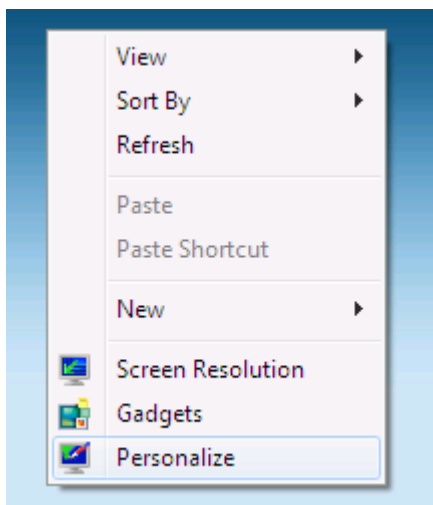 View
Sort By
Refresh
Paste
Paste Shortcut
New
Screen Resolution
Gadgets
Personalize